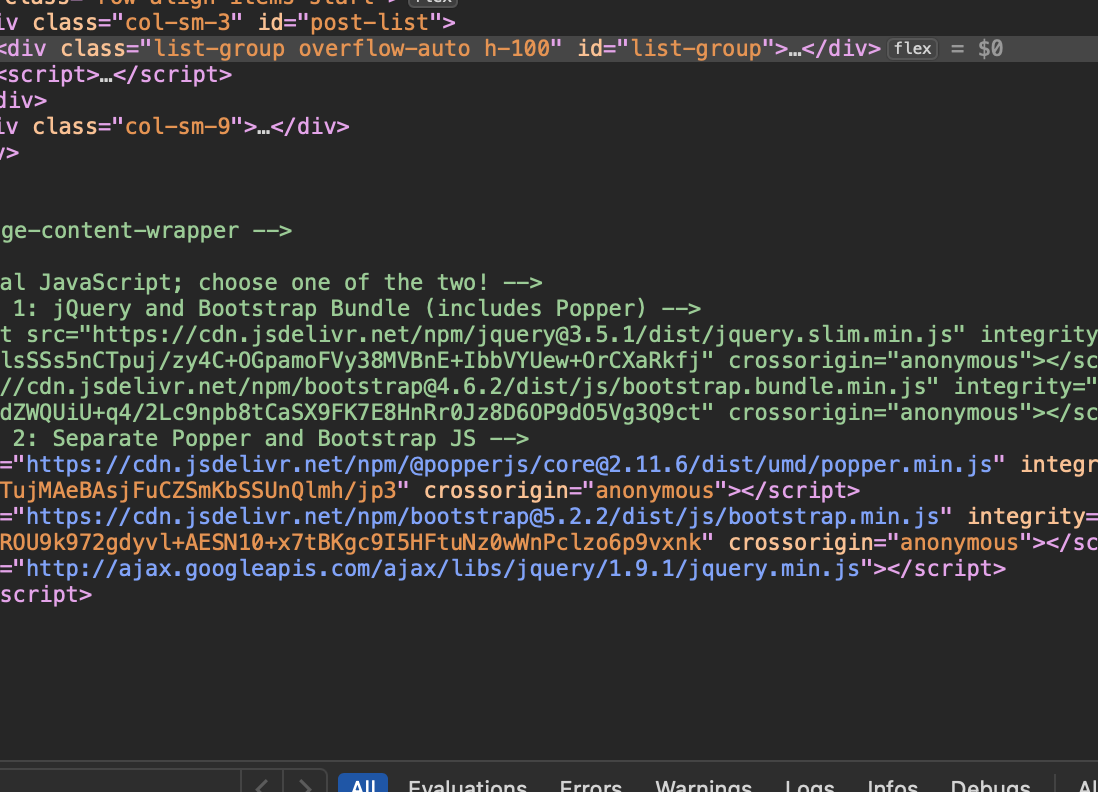 class="row align-items-start"> flex
iv class="col-sm-3" id="post-list">
<div class="list-group overflow-auto h-100" id="list-group">…</div> flex = $0
<script>…</script>
div>
iv class="col-sm-9">…</div>
v>
ge-content-wrapper -->
al JavaScript; choose one of the two! -->
1: jQuery and Bootstrap Bundle (includes Popper) -->
t src="https://cdn.jsdelivr.net/npm/jquery@3.5.1/dist/jquery.slim.min.js" integrity
lsSSs5nCTpuj/zy4C+OGpamoFVy38MVBnE+IbbVYUew+OrCXaRkfj" crossorigin="anonymous"></sc
//cdn.jsdelivr.net/npm/bootstrap@4.6.2/dist/js/bootstrap.bundle.min.js" integrity="
dZWQUiU+q4/2Lc9npb8tCaSX9FK7E8HnRr0Jz8D6OP9dO5Vg3Q9ct" crossorigin="anonymous"></sc
2: Separate Popper and Bootstrap JS -->
="https://cdn.jsdelivr.net/npm/@popperjs/core@2.11.6/dist/umd/popper.min.js" integr
TujMAeBAsjFuCZSmKbSSUnQlmh/jp3" crossorigin="anonymous"></script>
="https://cdn.jsdelivr.net/npm/bootstrap@5.2.2/dist/js/bootstrap.min.js" integrity=
ROU9k972gdyvl+AESN10+x7tBKgc9I5HFtuNz0wWnPclzo6p9vxnk" crossorigin="anonymous"></sc
="http://ajax.googleapis.com/ajax/libs/jquery/1.9.1/jquery.min.js"></script>
script>
All Evaluations Errors Warnings Logs Infos Debugs Al